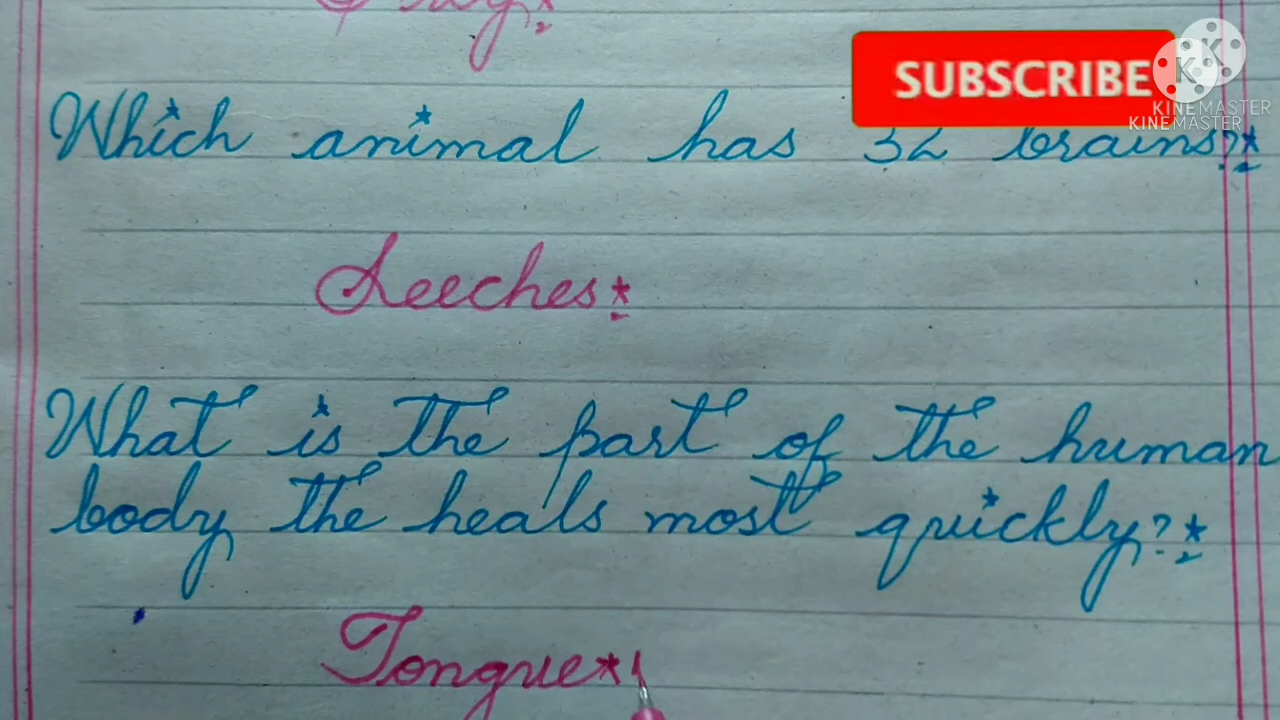 SUBSCRIBE
KINEMASTER
KINEMASTER
Which animal has 32 brains?
Leeches
What is the part of the human
body the heals most quickly?
Tongue